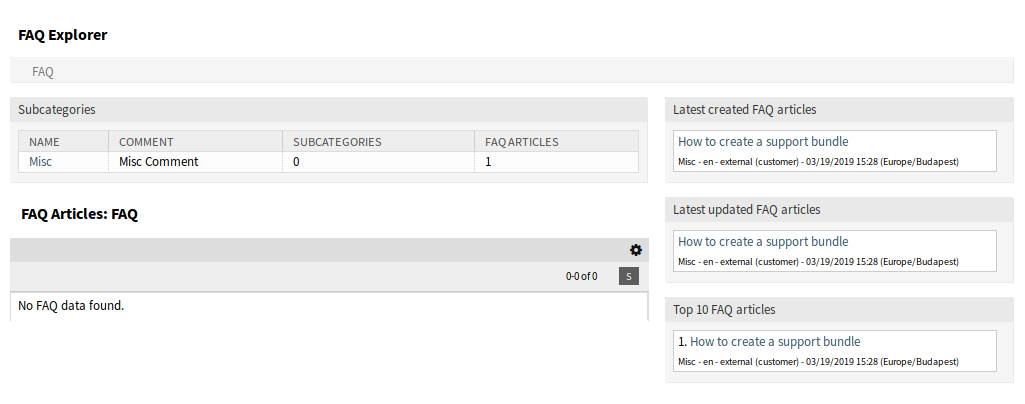 FAQ Explorer
FAQ
Subcategories
NAME COMMENT SUBCATEGORIES FAQ ARTICLES
Misc Misc Comment 0 1
FAQ Articles: FAQ
0-0 of 0 S
No FAQ data found.
Latest created FAQ articles
How to create a support bundle
Misc - en - external (customer) - 03/19/2019 15:28 (Europe/Budapest)
Latest updated FAQ articles
How to create a support bundle
Misc - en - external (customer) - 03/19/2019 15:28 (Europe/Budapest)
Top 10 FAQ articles
1. How to create a support bundle
Misc - en - external (customer) - 03/19/2019 15:28 (Europe/Budapest)